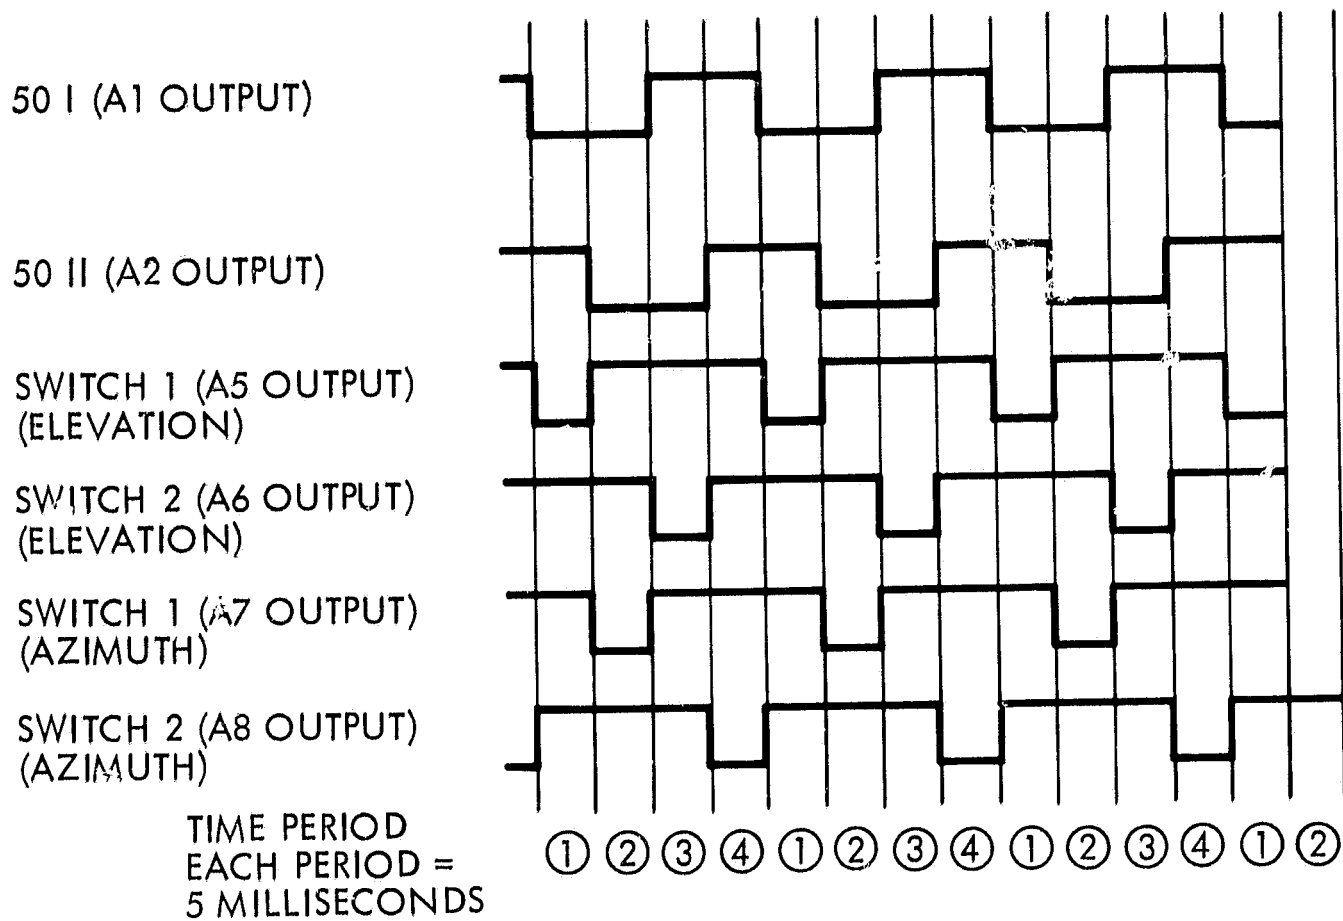 50 I (A1 OUTPUT)
50 II (A2 OUTPUT)
SWITCH 1 (A5 OUTPUT)
(ELEVATION)
SWITCH 2 (A6 OUTPUT)
(ELEVATION)
SWITCH 1 (A7 OUTPUT)
(AZIMUTH)
SWITCH 2 (A8 OUTPUT)
(AZIMUTH)
TIME PERIOD
EACH PERIOD =
5 MILLISECONDS
① ② ③ ④ ① ② ③ ④ ① ② ③ ④ ① ②